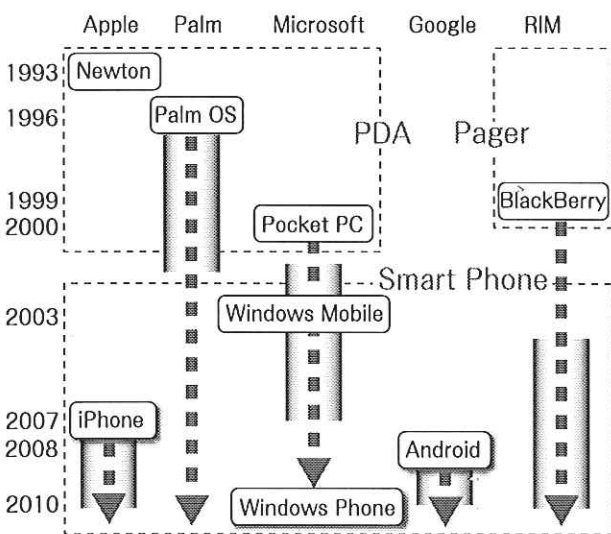 Apple Palm Microsoft Google RIM
1993 Newton
1996 Palm OS
PDA Pager
1999 BlackBerry
2000 Pocket PC
Smart Phone
2003 Windows Mobile
2007 iPhone
2008 Android
2010 Windows Phone